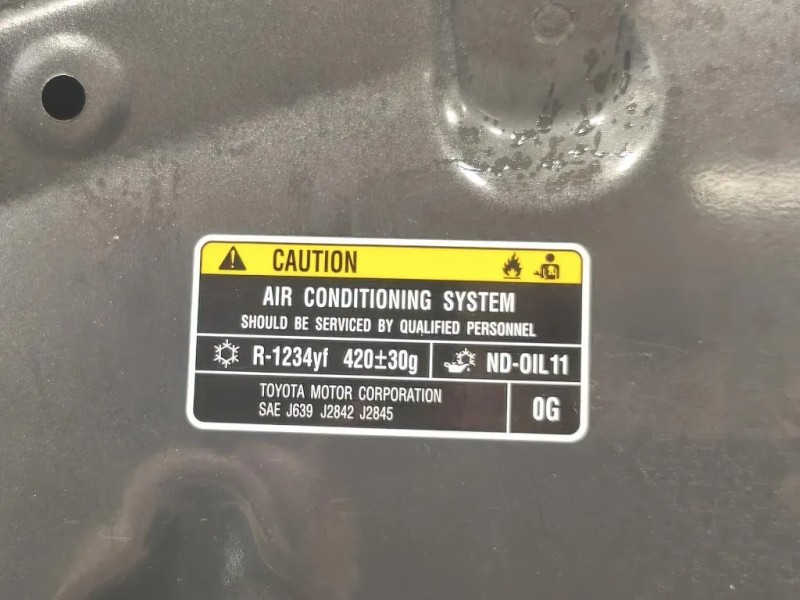 CAUTION
AIR CONDITIONING SYSTEM
SHOULD BE SERVICED BY QUALIFIED PERSONNEL
R-1234yf 420±30g ND-OIL11
TOYOTA MOTOR CORPORATION
SAE J639 J2842 J2845
0G